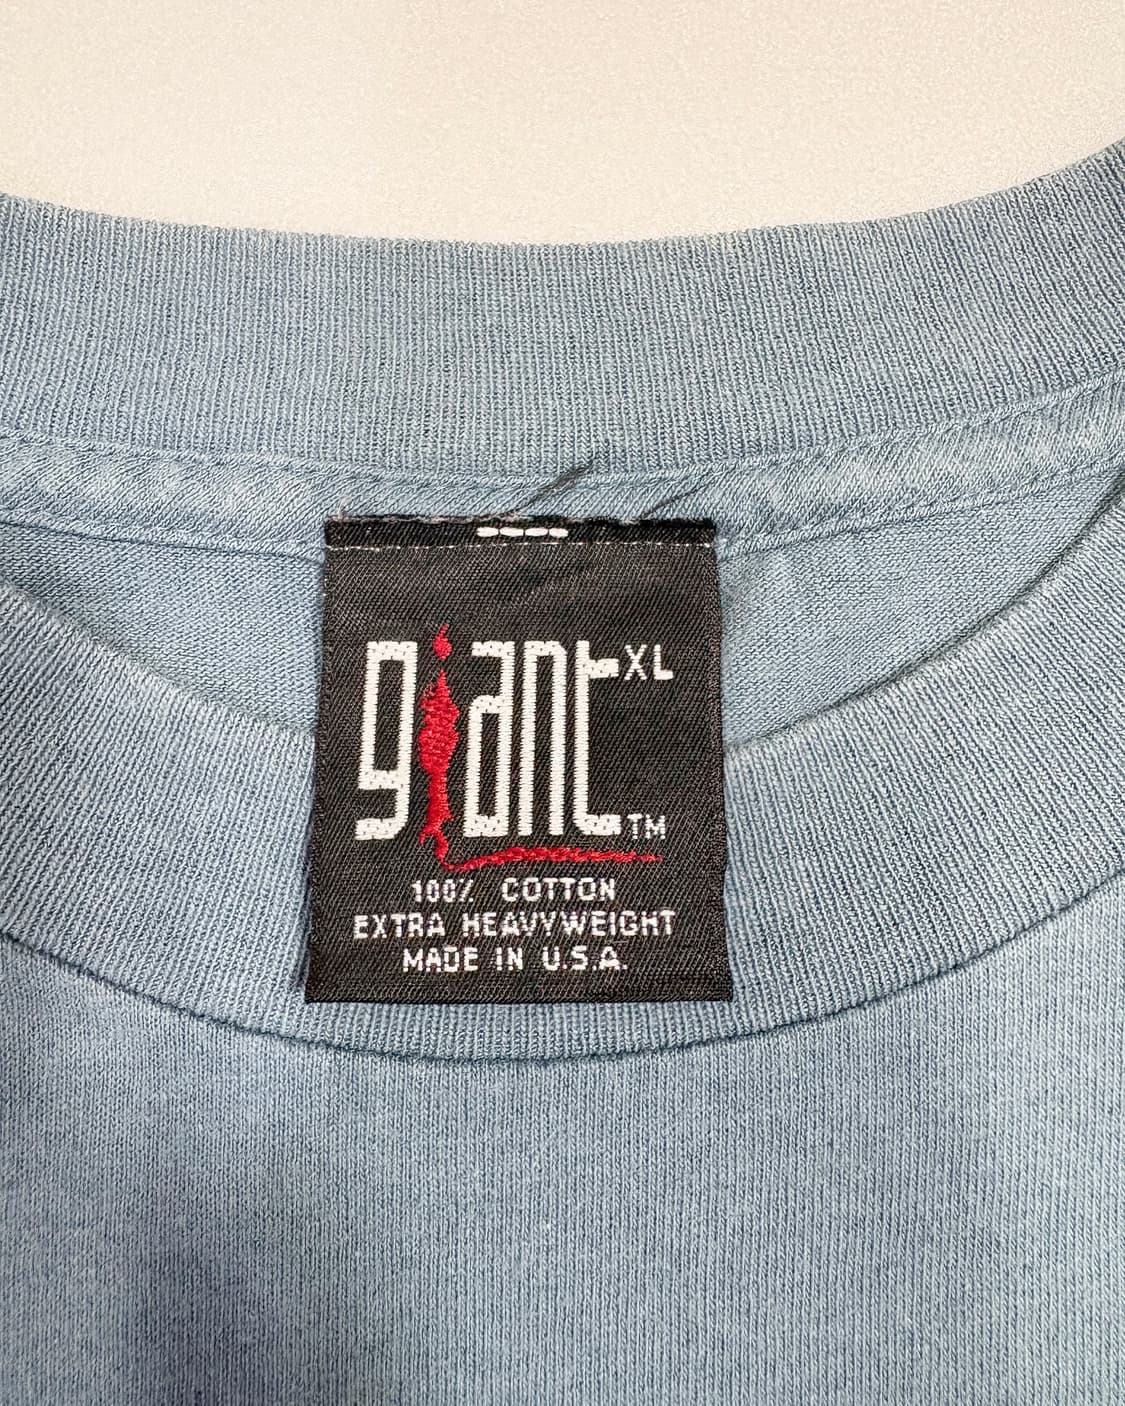 giant XL
TM
100% COTTON
EXTRA HEAVYWEIGHT
MADE IN U.S.A.